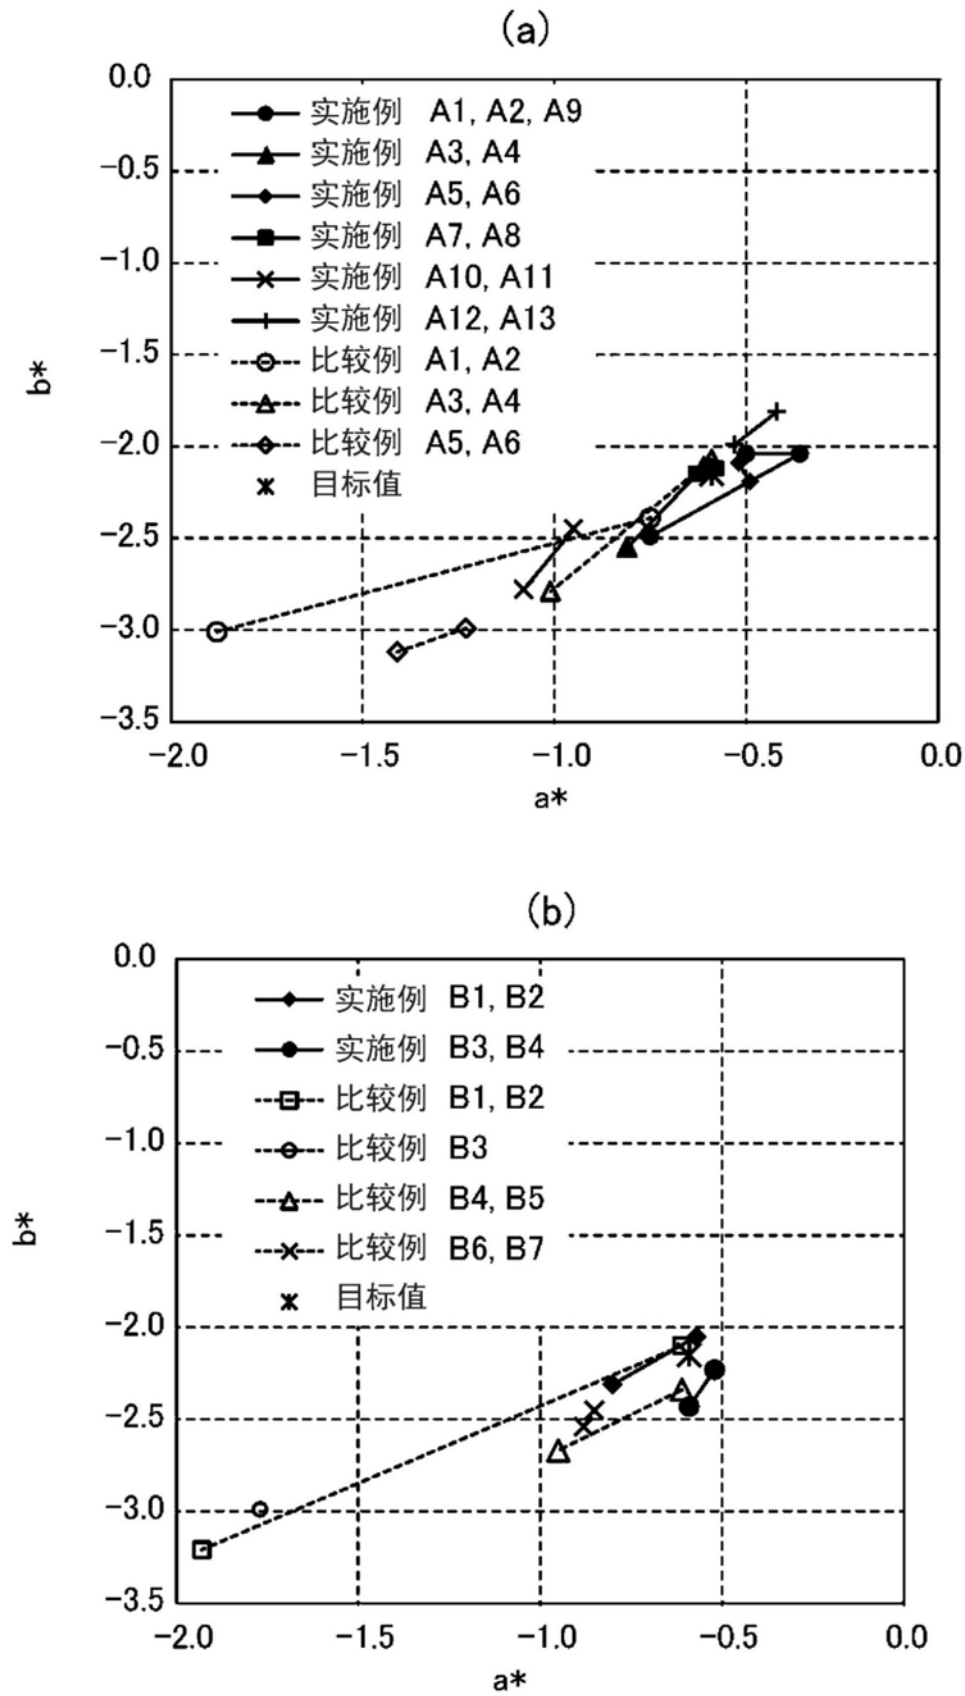 (a)
0.0
-0.5
-1.0
-1.5
-2.0
-2.5
-3.0
-3.5
b*
实施例 A1, A2, A9
实施例 A3, A4
实施例 A5, A6
实施例 A7, A8
实施例 A10, A11
实施例 A12, A13
比较例 A1, A2
比较例 A3, A4
比较例 A5, A6
目标值
-2.0 -1.5 -1.0 -0.5 0.0
a*
(b)
0.0
-0.5
-1.0
-1.5
-2.0
-2.5
-3.0
-3.5
b*
实施例 B1, B2
实施例 B3, B4
比较例 B1, B2
比较例 B3
比较例 B4, B5
比较例 B6, B7
目标值
-2.0 -1.5 -1.0 -0.5 0.0
a*